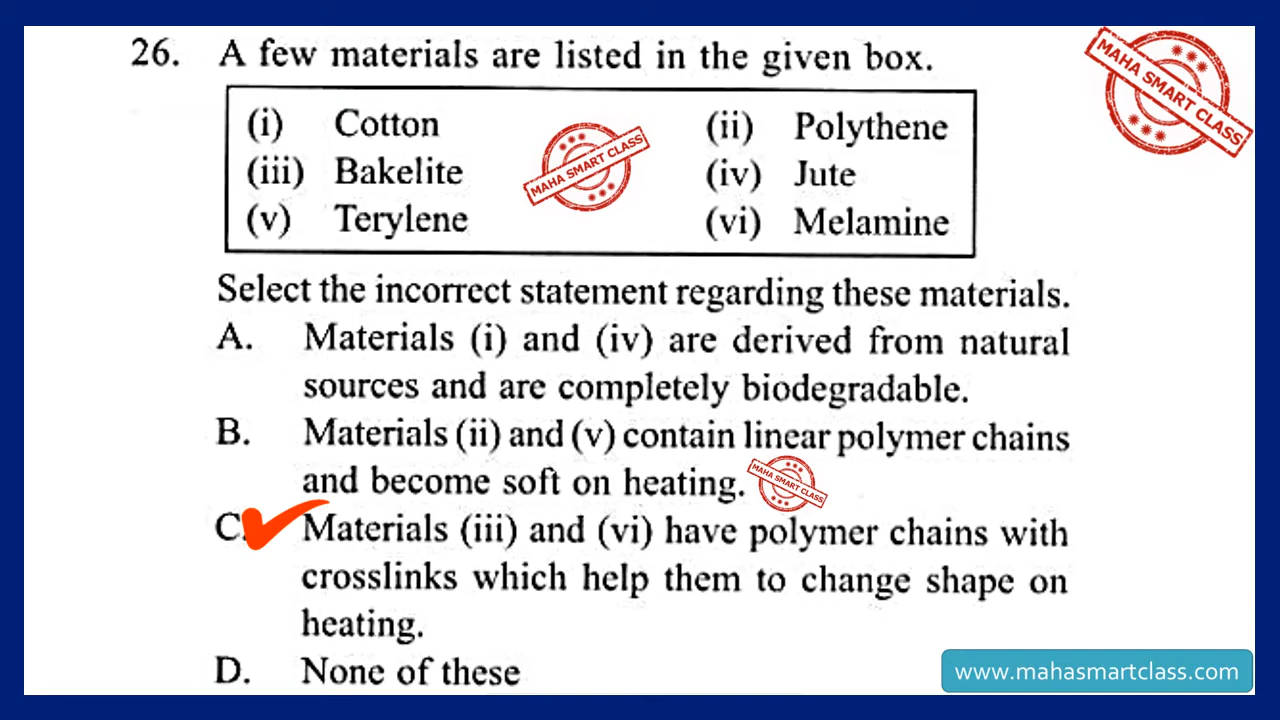 26. A few materials are listed in the given box.
(i) Cotton (ii) Polythene
(iii) Bakelite (iv) Jute
(v) Terylene (vi) Melamine
MAHA SMART CLASS
MAHA SMART CLASS
Select the incorrect statement regarding these materials.
A. Materials (i) and (iv) are derived from natural
sources and are completely biodegradable.
B. Materials (ii) and (v) contain linear polymer chains
and become soft on heating.
MAHA SMART CLASS
C. Materials (iii) and (vi) have polymer chains with
crosslinks which help them to change shape on
heating.
D. None of these
www.mahasmartclass.com